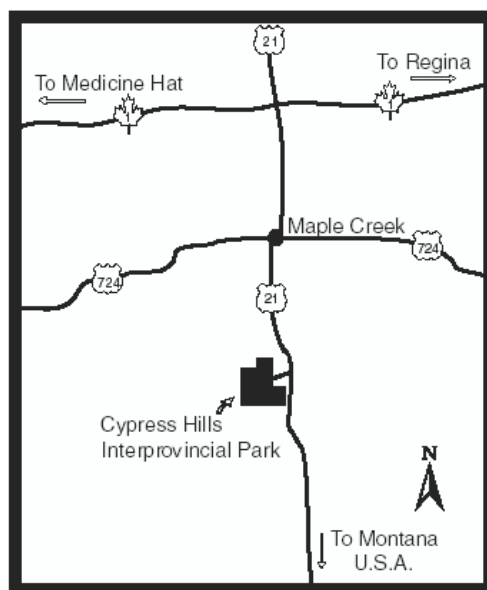 21
To Medicine Hat
To Regina
1
1
Maple Creek
724
724
21
Cypress Hills
Interprovincial Park
N
To Montana
U.S.A.